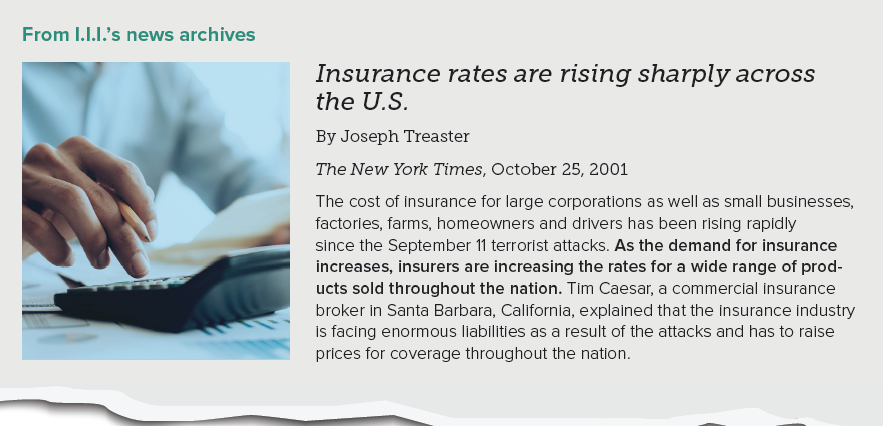 From I.I.I.’s news archives
Insurance rates are rising sharply across
the U.S.
By Joseph Treaster
The New York Times, October 25, 2001
The cost of insurance for large corporations as well as small businesses,
factories, farms, homeowners and drivers has been rising rapidly
since the September 11 terrorist attacks. As the demand for insurance
increases, insurers are increasing the rates for a wide range of prod-
ucts sold throughout the nation. Tim Caesar, a commercial insurance
broker in Santa Barbara, California, explained that the insurance industry
is facing enormous liabilities as a result of the attacks and has to raise
prices for coverage throughout the nation.